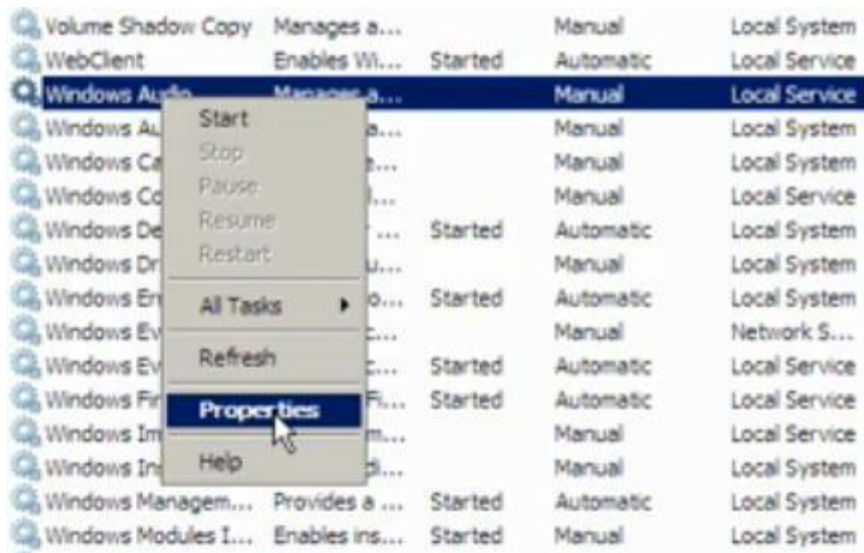 Volume Shadow Copy Manages a... Manual Local System
WebClient Enables Wi... Started Automatic Local Service
Windows Audio Manages a... Manual Local Service
Windows Au a... Manual Local System
Windows Ca e... Manual Local System
Windows Co l... Manual Local Service
Windows De ... Started Automatic Local System
Windows Dr u... Manual Local System
Windows Err o... Started Automatic Local System
Windows Ev c... Manual Network S...
Windows Ev Started Automatic Local Service
Windows Fir Fi... Started Automatic Local Service
Windows Im m... Manual Local Service
Windows In di... Manual Local System
Windows Managem... Provides a ... Started Automatic Local System
Windows Modules I... Enables ins... Started Manual Local System
Start
Stop
Pause
Resume
Restart
All Tasks
Refresh
Properties
Help